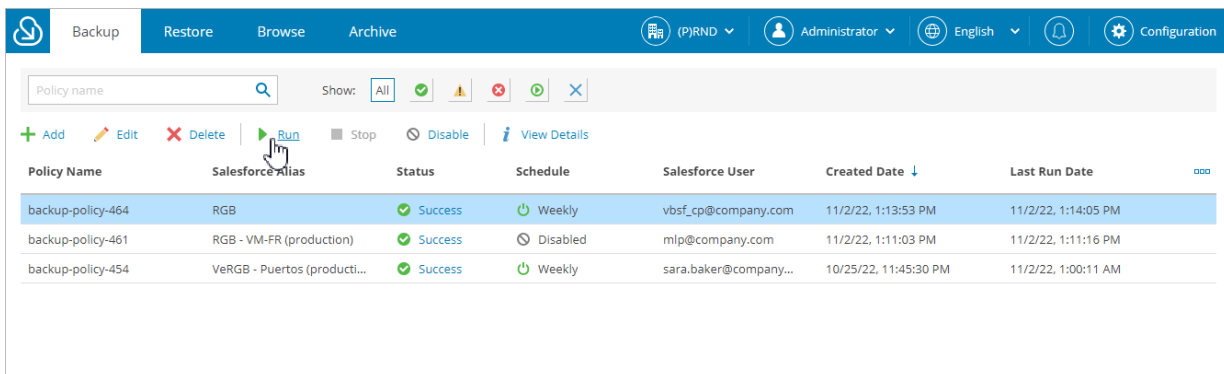 Backup Restore Browse Archive (P)RND Administrator English Configuration
Policy name Show: All
Add Edit Delete Run Stop Disable i View Details
Policy Name Salesforce Alias Status Schedule Salesforce User Created Date ↓ Last Run Date
backup-policy-464 RGB Success Weekly vbsf_cp@company.com 11/2/22, 1:13:53 PM 11/2/22, 1:14:05 PM
backup-policy-461 RGB - VM-FR (production) Success Disabled mlp@company.com 11/2/22, 1:11:03 PM 11/2/22, 1:11:16 PM
backup-policy-454 VeRGB - Puertos (producti... Success Weekly sara.baker@company... 10/25/22, 11:45:30 PM 11/2/22, 1:00:11 AM